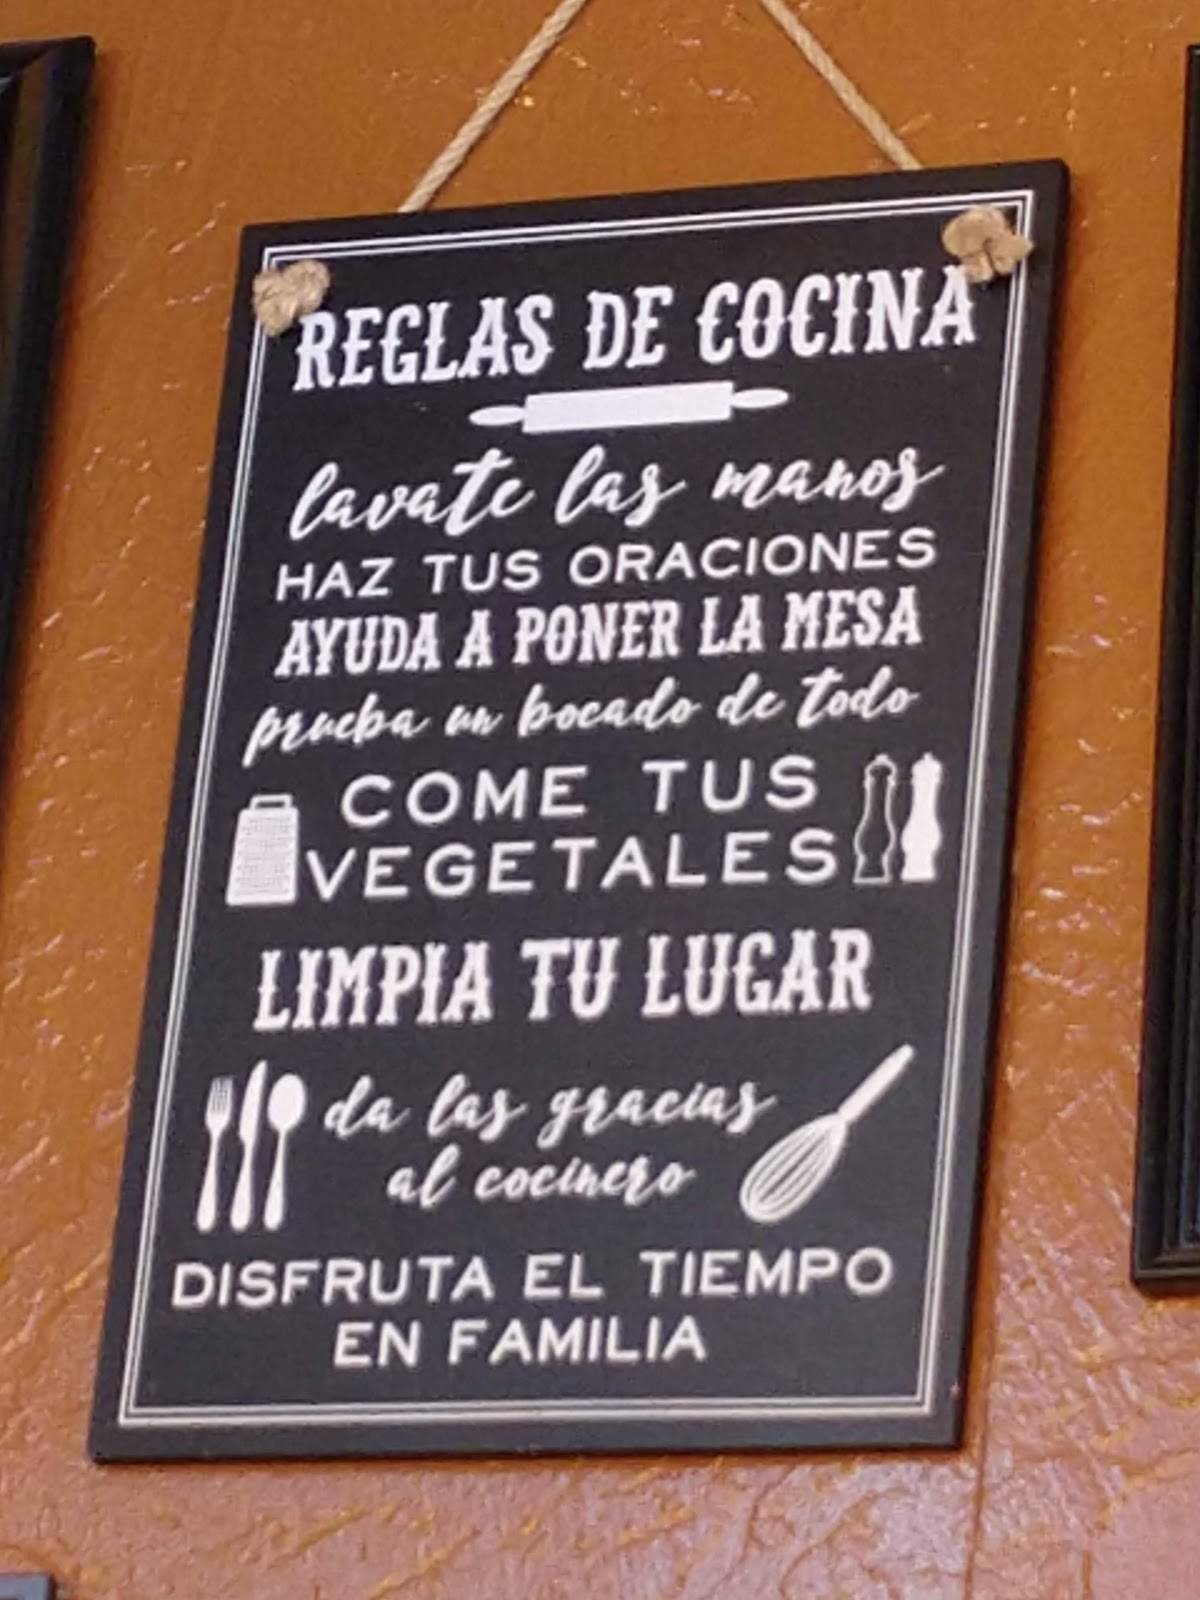 REGLAS DE COCINA
lavate las manos
HAZ TUS ORACIONES
AYUDA A PONER LA MESA
prueba un bocado de todo
COME TUS
VEGETALES
LIMPIA TU LUGAR
da las gracias
al cocinero
DISFRUTA EL TIEMPO
EN FAMILIA